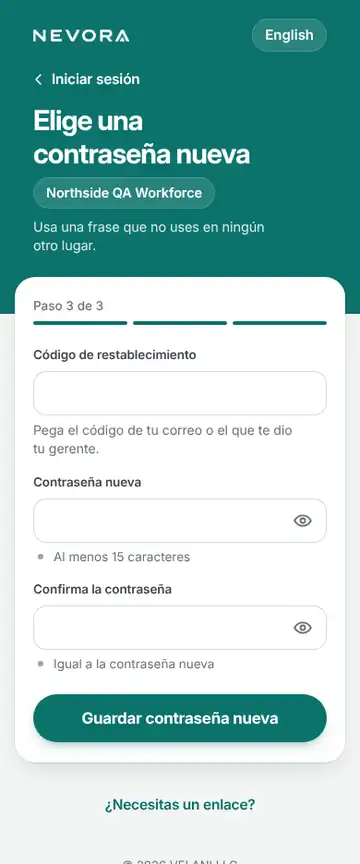 NEVORA
English
Iniciar sesión
Elige una
contraseña nueva
Northside QA Workforce
Usa una frase que no uses en ningún
otro lugar.
Paso 3 de 3
Código de restablecimiento
Pega el código de tu correo o el que te dio
tu gerente.
Contraseña nueva
Al menos 15 caracteres
Confirma la contraseña
Igual a la contraseña nueva
Guardar contraseña nueva
¿Necesitas un enlace?
© 2026 VELANI LLC